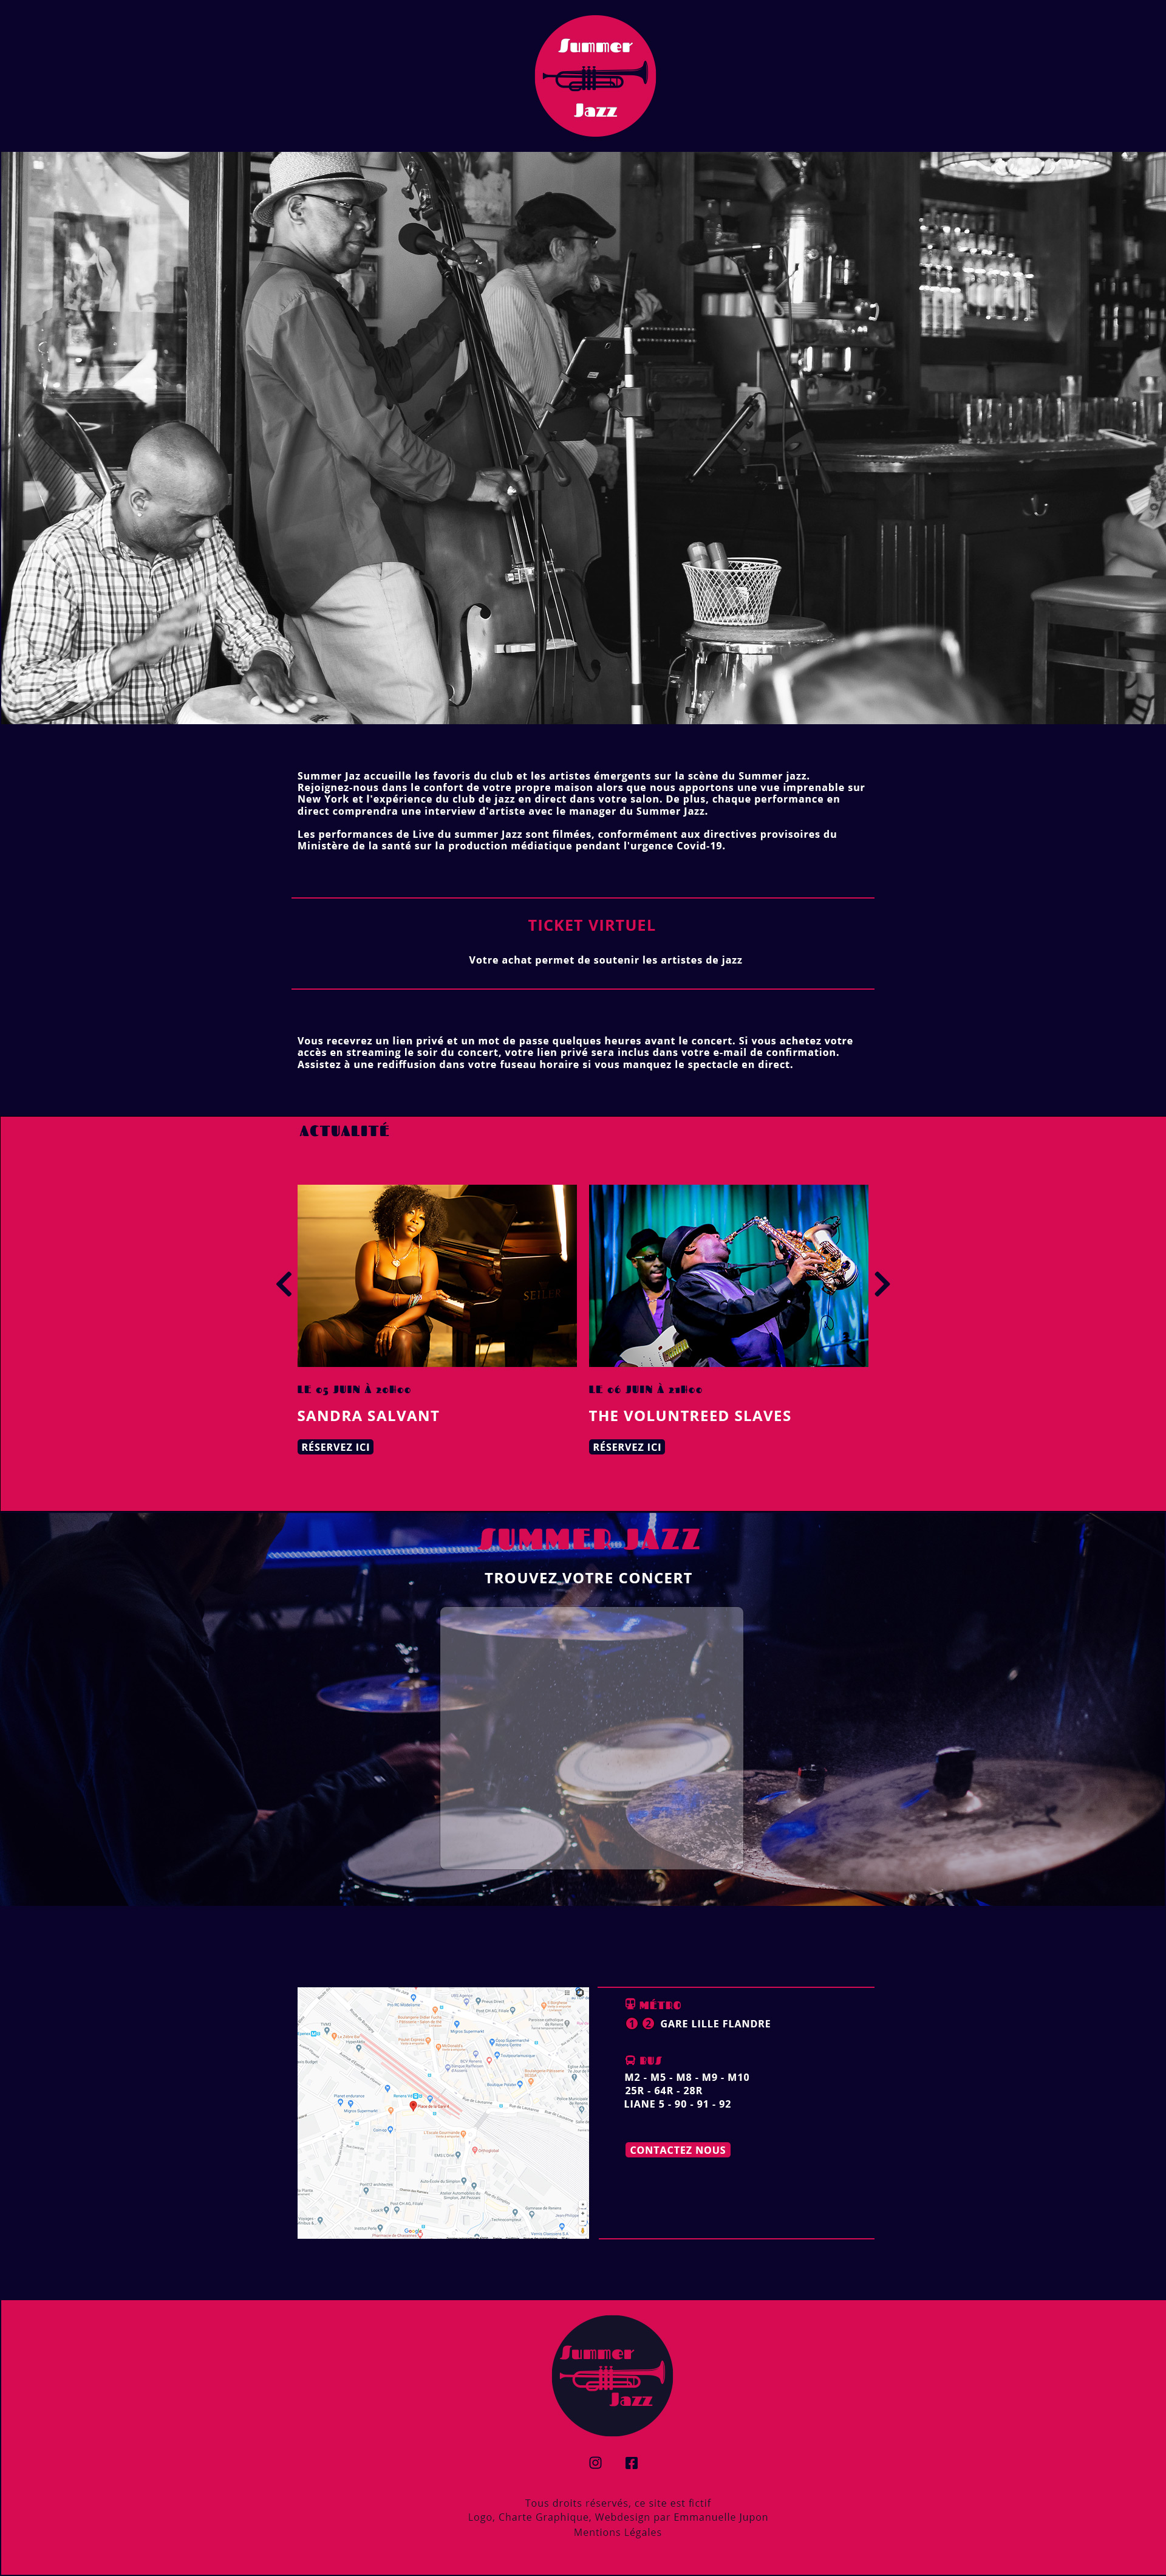 Summer
Jazz
Summer Jaz accueille les favoris du club et les artistes émergents sur la scène du Summer jazz.
Rejoignez-nous dans le confort de votre propre maison alors que nous apportons une vue imprenable sur
New York et l'expérience du club de jazz en direct dans votre salon. De plus, chaque performance en
direct comprendra une interview d'artiste avec le manager du Summer Jazz.
Les performances de Live du summer Jazz sont filmées, conformément aux directives provisoires du
Ministère de la santé sur la production médiatique pendant l'urgence Covid-19.
TICKET VIRTUEL
Votre achat permet de soutenir les artistes de jazz
Vous recevrez un lien privé et un mot de passe quelques heures avant le concert. Si vous achetez votre
accès en streaming le soir du concert, votre lien privé sera inclus dans votre e-mail de confirmation.
Assistez à une rediffusion dans votre fuseau horaire si vous manquez le spectacle en direct.
ACTUALITÉ
SEILER
LE 05 JUIN À 20H00
LE 06 JUIN À 21H00
SANDRA SALVANT
THE VOLUNTREED SLAVES
RÉSERVEZ ICI
RÉSERVEZ ICI
SUMMER JAZZ
TROUVEZ VOTRE CONCERT
MÉTRO
1 2 GARE LILLE FLANDRE
BUS
M2 - M5 - M8 - M9 - M10
25R - 64R - 28R
LIANE 5 - 90 - 91 - 92
CONTACTEZ NOUS
Place de la Gare
Google
Summer
Jazz
Tous droits réservés, ce site est fictif
Logo, Charte Graphique, Webdesign par Emmanuelle Jupon
Mentions Légales